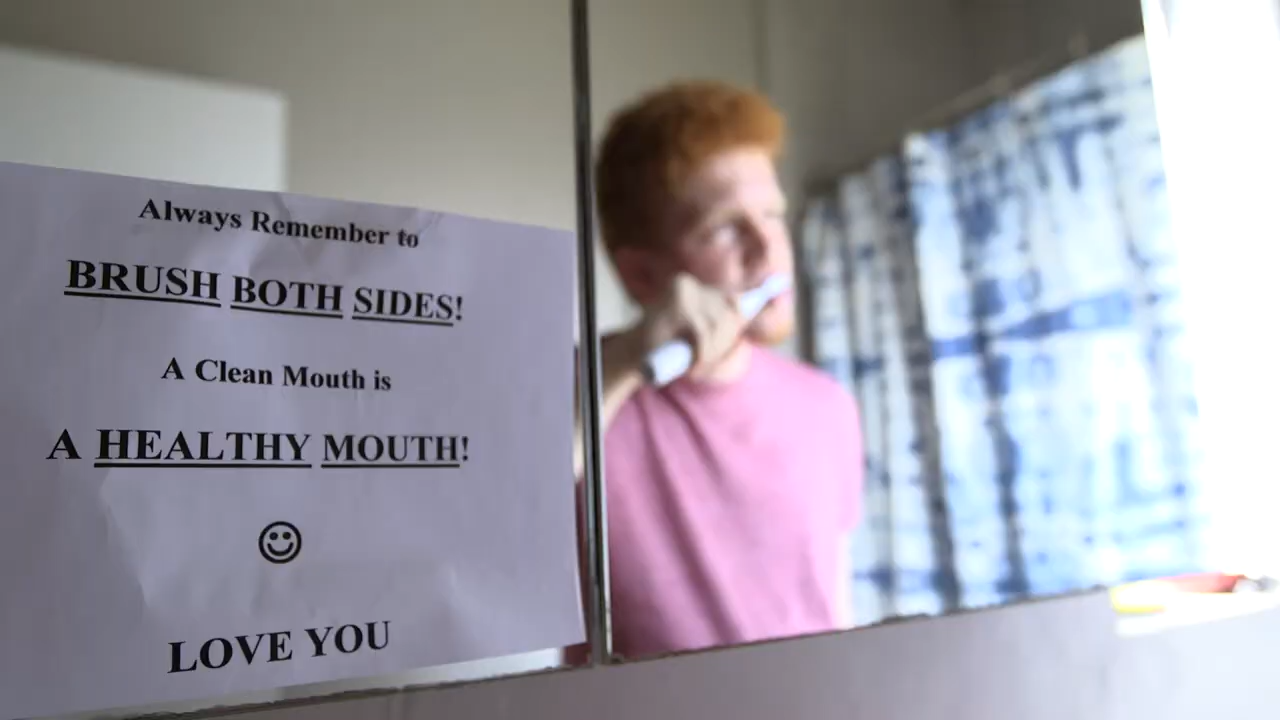 Always Remember to
BRUSH BOTH SIDES!
A Clean Mouth is
A HEALTHY MOUTH!
LOVE YOU